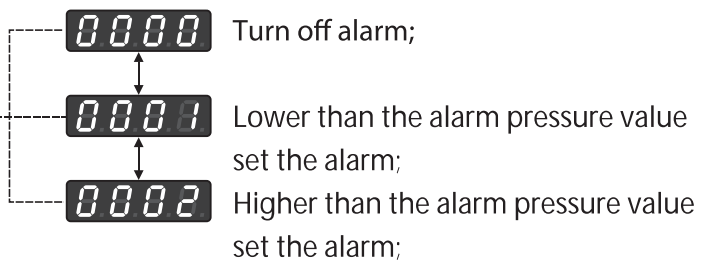 0000 Turn off alarm;
0001 Lower than the alarm pressure value
set the alarm;
0002 Higher than the alarm pressure value
set the alarm;